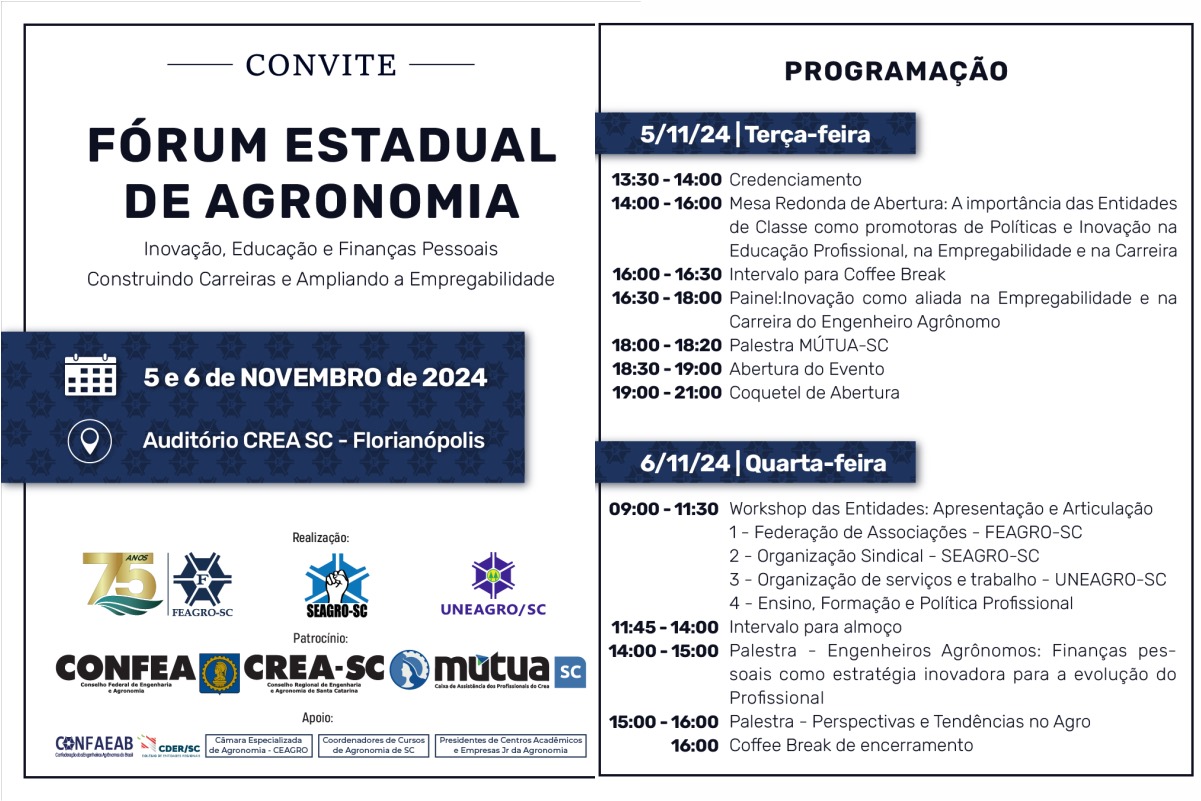 CONVITE
FÓRUM ESTADUAL
DE AGRONOMIA
Inovação, Educação e Finanças Pessoais
Construindo Carreiras e Ampliando a Empregabilidade
5 e 6 de NOVEMBRO de 2024
Auditório CREA SC - Florianópolis
Realização:
75 ANOS
F
FEAGRO-SC
SEAGRO-SC
UNEAGRO/SC
Patrocínio:
CONFEA
Conselho Federal de Engenharia
e Agronomia
CREA-SC
Conselho Regional de Engenharia
e Agronomia de Santa Catarina
mútua SC
Caixa de Assistência dos Profissionais do Crea
Apoio:
CONFAEAB
Confederação dos Engenheiros Agrônomos do Brasil
CDER/SC
Câmara Especializada
de Agronomia - CEAGRO
Coordenadores de Cursos
de Agronomia de SC
Presidentes de Centros Acadêmicos
e Empresas Jr da Agronomia
PROGRAMAÇÃO
5/11/24 | Terça-feira
13:30 - 14:00 Credenciamento
14:00 - 16:00 Mesa Redonda de Abertura: A importância das Entidades
de Classe como promotoras de Políticas e Inovação na
Educação Profissional, na Empregabilidade e na Carreira
16:00 - 16:30 Intervalo para Coffee Break
16:30 - 18:00 Painel:Inovação como aliada na Empregabilidade e na
Carreira do Engenheiro Agrônomo
18:00 - 18:20 Palestra MÚTUA-SC
18:30 - 19:00 Abertura do Evento
19:00 - 21:00 Coquetel de Abertura
6/11/24 | Quarta-feira
09:00 - 11:30 Workshop das Entidades: Apresentação e Articulação
1 - Federação de Associações - FEAGRO-SC
2 - Organização Sindical - SEAGRO-SC
3 - Organização de serviços e trabalho - UNEAGRO-SC
4 - Ensino, Formação e Política Profissional
11:45 - 14:00 Intervalo para almoço
14:00 - 15:00 Palestra - Engenheiros Agrônomos: Finanças pes-
soais como estratégia inovadora para a evolução do
Profissional
15:00 - 16:00 Palestra - Perspectivas e Tendências no Agro
16:00 Coffee Break de encerramento